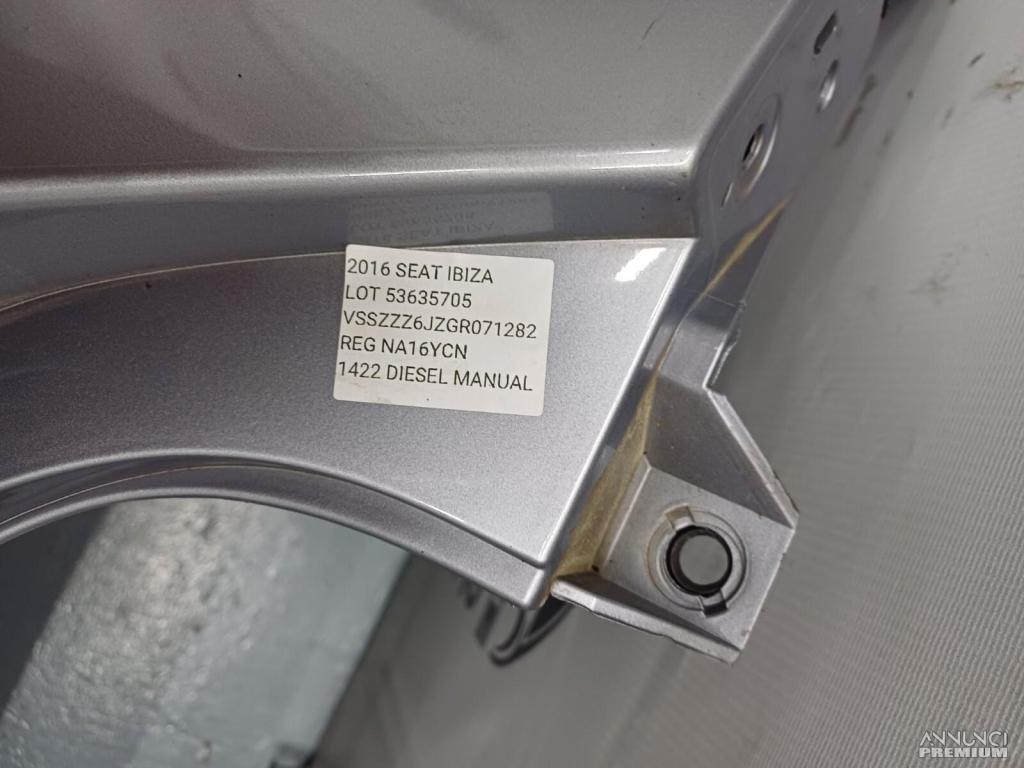 2016 SEAT IBIZA
LOT 53635705
VSSZZZ6JZGR071282
REG NA16YCN
1422 DIESEL MANUAL
ANNUNCI
PREMIUM